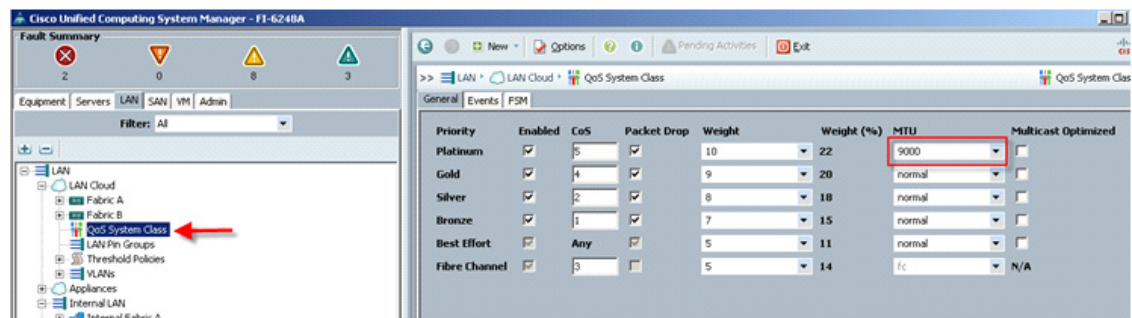 Cisco Unified Computing System Manager - FI-6248A
Fault Summary
2 0 8 3
Equipment Servers LAN SAN VM Admin
Filter: All
LAN
LAN Cloud
Fabric A
Fabric B
QoS System Class
LAN Pin Groups
Threshold Policies
VLANs
Appliances
Internal LAN
Internal Fabric A
New Options Pending Activities Exit
>> LAN LAN Cloud QoS System Class QoS System Clas
General Events FSM
Priority Enabled CoS Packet Drop Weight Weight (%) MTU Multicast Optimized
Platinum 5 10 22 9000
Gold 4 9 20 normal
Silver 2 8 18 normal
Bronze 1 7 15 normal
Best Effort Any 5 11 normal
Fibre Channel 3 5 14 fc N/A